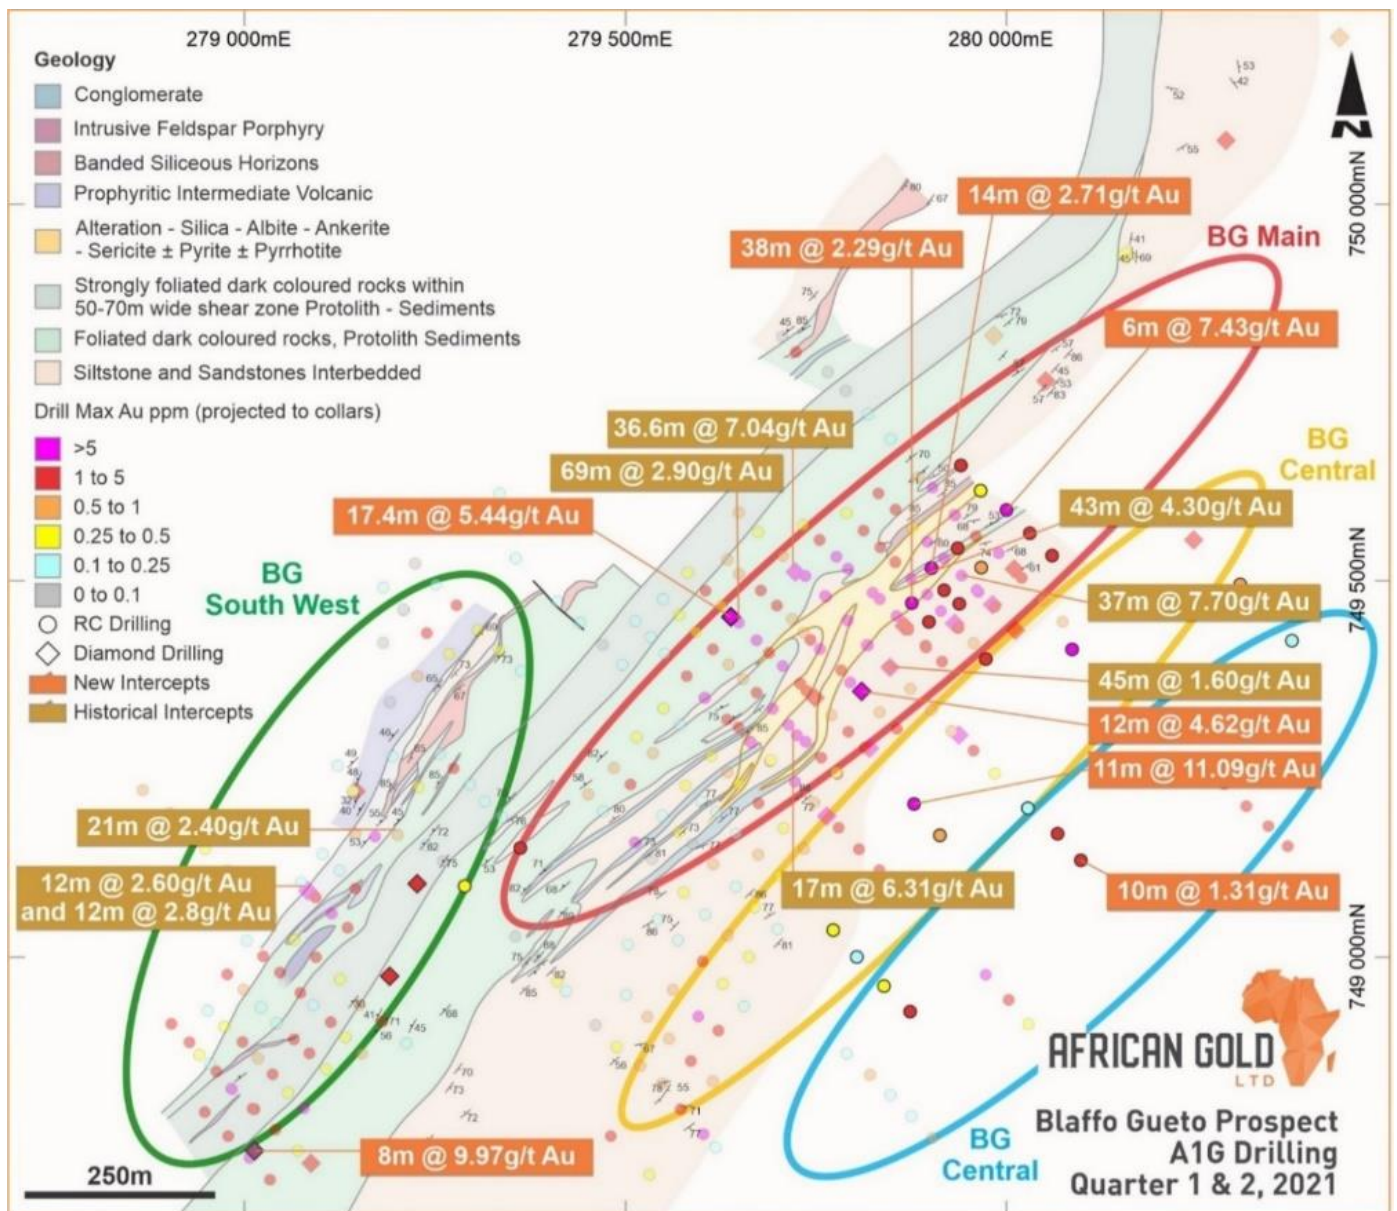 279 000mE
279 500mE
280 000mE
Geology
Conglomerate
Intrusive Feldspar Porphyry
Banded Siliceous Horizons
Prophyritic Intermediate Volcanic
Alteration - Silica - Albite - Ankerite
- Sericite ± Pyrite ± Pyrrhotite
Strongly foliated dark coloured rocks within
50-70m wide shear zone Protolith - Sediments
Foliated dark coloured rocks, Protolith Sediments
Siltstone and Sandstones Interbedded
Drill Max Au ppm (projected to collars)
>5
1 to 5
0.5 to 1
0.25 to 0.5
0.1 to 0.25
0 to 0.1
RC Drilling
Diamond Drilling
New Intercepts
Historical Intercepts
N
750 000mN
749 500mN
749 000mN
14m @ 2.71g/t Au
38m @ 2.29g/t Au
BG Main
6m @ 7.43g/t Au
36.6m @ 7.04g/t Au
69m @ 2.90g/t Au
BG
Central
17.4m @ 5.44g/t Au
43m @ 4.30g/t Au
BG
South West
37m @ 7.70g/t Au
45m @ 1.60g/t Au
12m @ 4.62g/t Au
11m @ 11.09g/t Au
21m @ 2.40g/t Au
12m @ 2.60g/t Au
and 12m @ 2.8g/t Au
17m @ 6.31g/t Au
10m @ 1.31g/t Au
8m @ 9.97g/t Au
BG
Central
250m
AFRICAN GOLD
LTD
Blaffo Gueto Prospect
A1G Drilling
Quarter 1 & 2, 2021